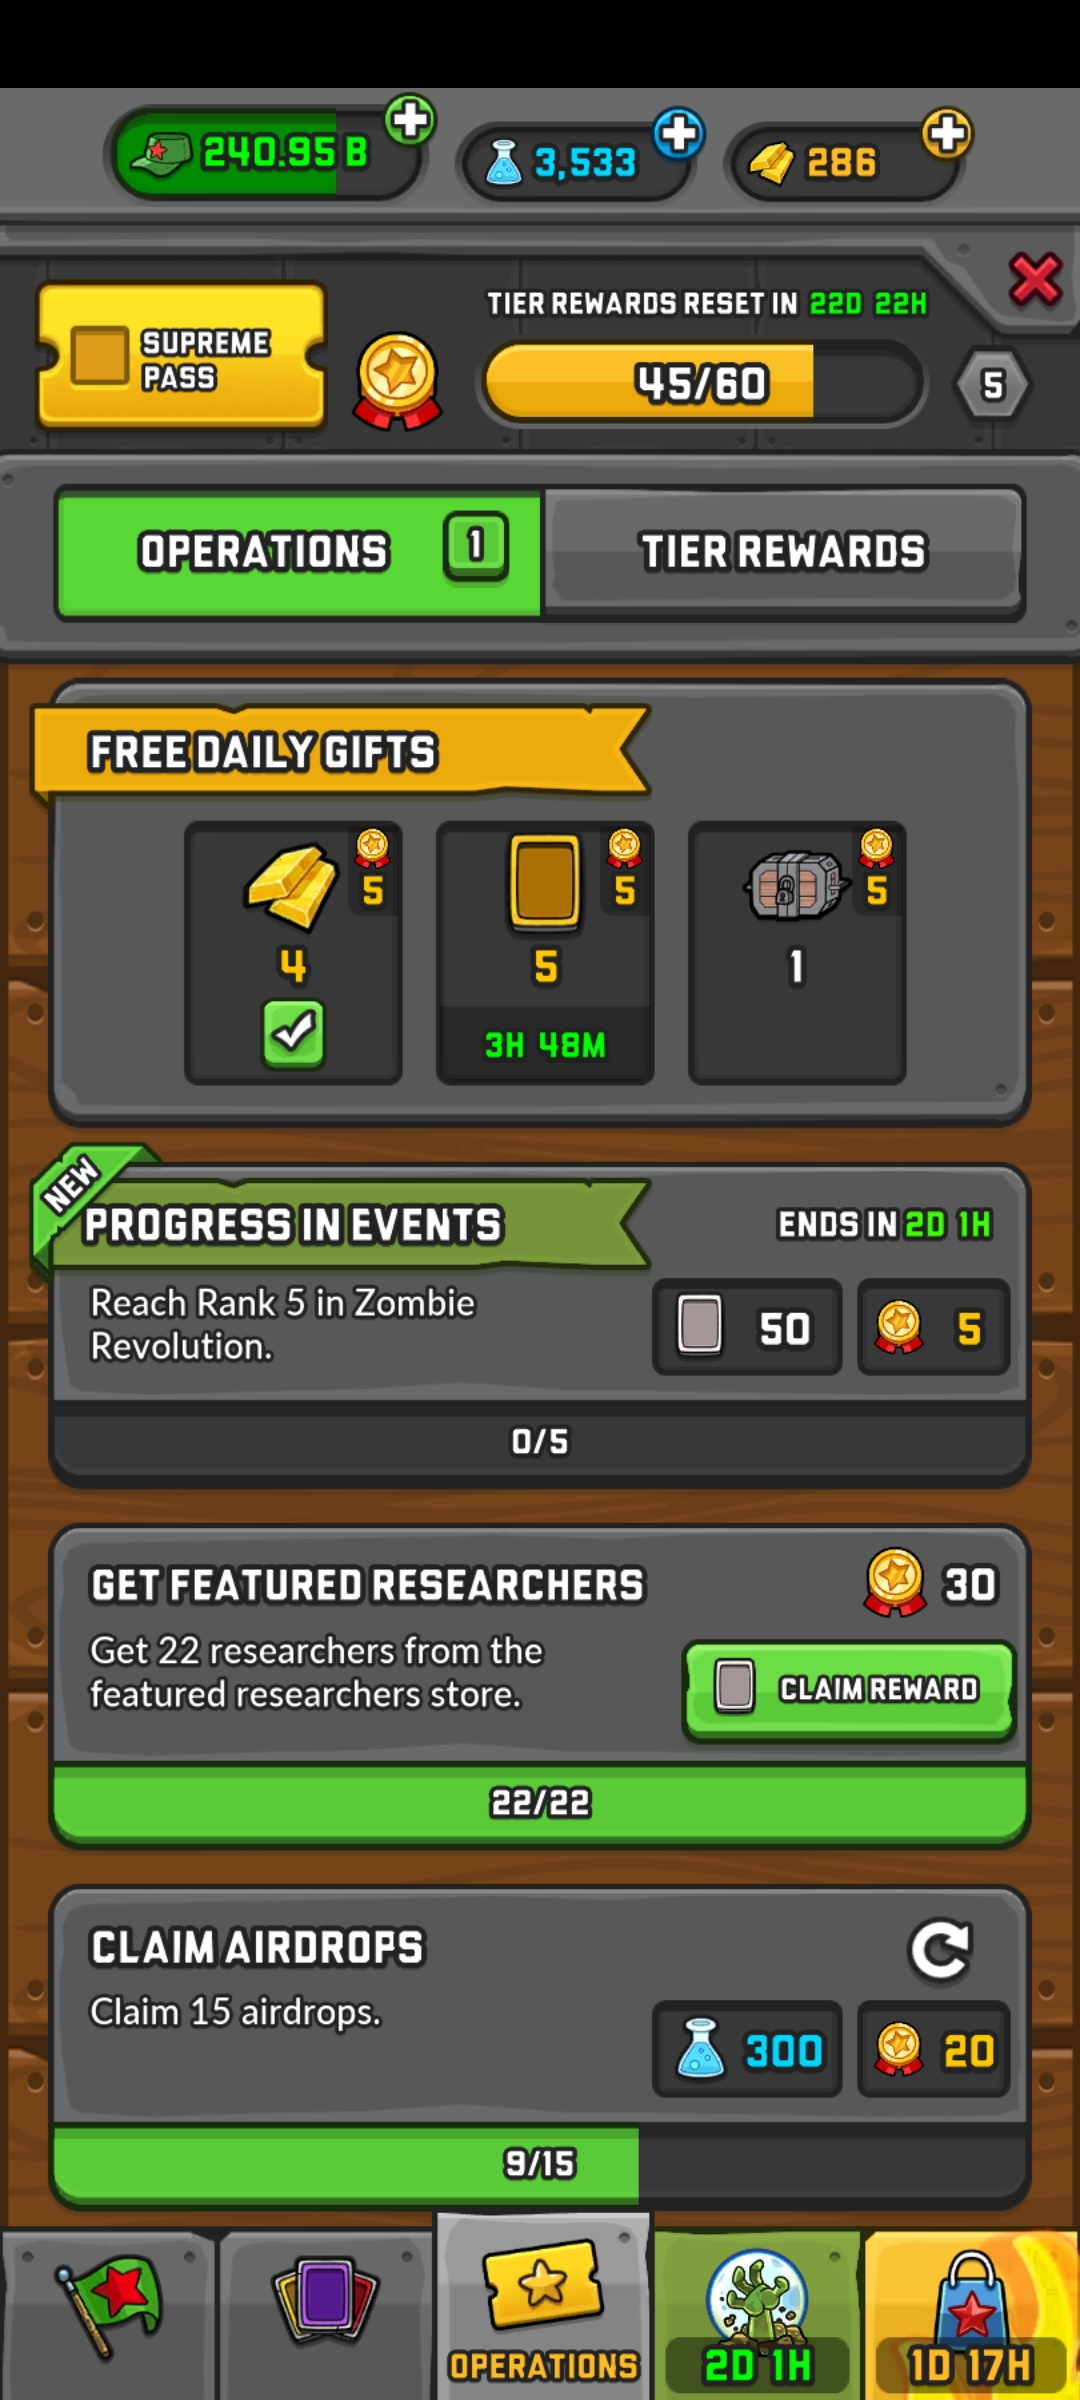 240.95 B
3,533
286
TIER REWARDS RESET IN 22D 22H
SUPREME
PASS
45/60
5
OPERATIONS 1
TIER REWARDS
FREE DAILY GIFTS
5
5
5
4
5
1
3H 48M
NEW
PROGRESS IN EVENTS
ENDS IN 2D 1H
Reach Rank 5 in Zombie
Revolution.
50
5
0/5
GET FEATURED RESEARCHERS
30
Get 22 researchers from the
featured researchers store.
CLAIM REWARD
22/22
CLAIM AIRDROPS
Claim 15 airdrops.
300
20
9/15
OPERATIONS
2D 1H
1D 17H